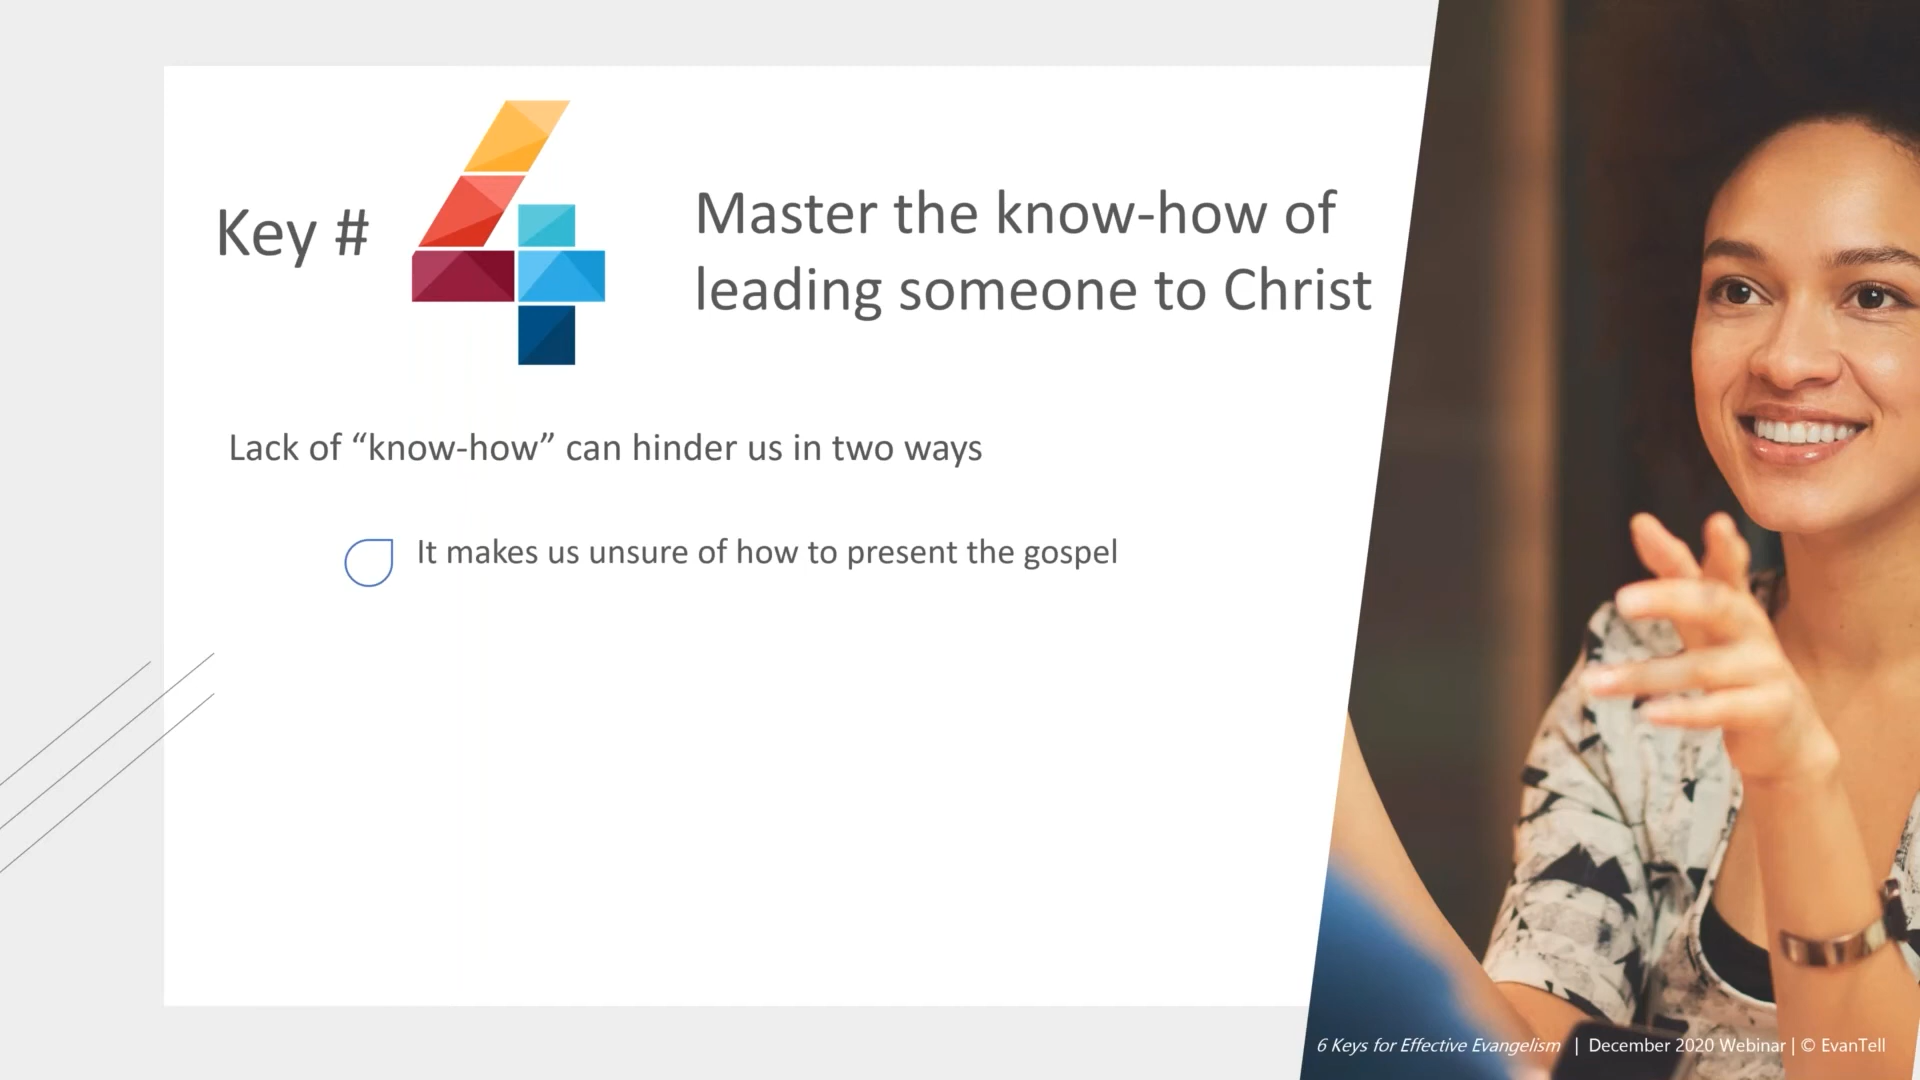 Key # 4
Master the know-how of
leading someone to Christ
Lack of “know-how” can hinder us in two ways
It makes us unsure of how to present the gospel
6 Keys for Effective Evangelism | December 2020 Webinar | © EvanTell